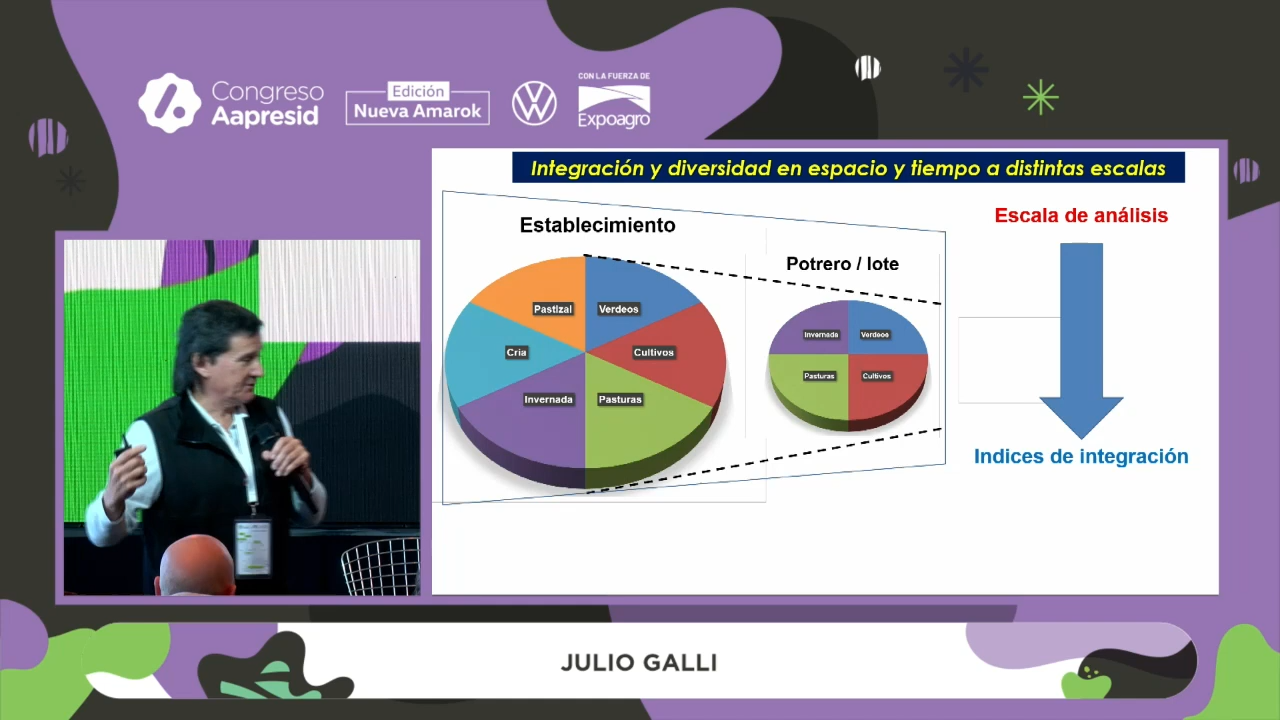 Congreso
Aapresid
Edición
Nueva Amarok
CON LA FUERZA DE
Expoagro
Integración y diversidad en espacio y tiempo a distintas escalas
Establecimiento
Pastizal
Verdeos
Cria
Cultivos
Invernada
Pasturas
Potrero / lote
Invernada
Verdeos
Pasturas
Cultivos
Escala de análisis
Indices de integración
JULIO GALLI